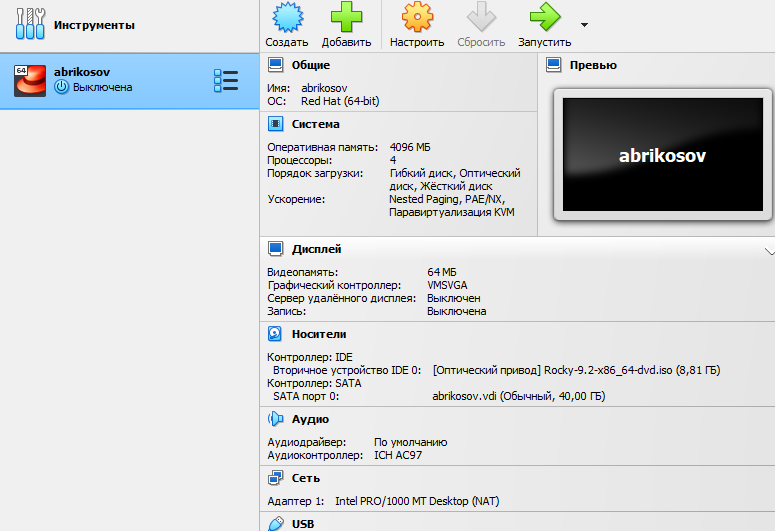 Инструменты
Создать Добавить Настроить Сбросить Запустить
64
abrikosov
Выключена
Общие
Имя: abrikosov
ОС: Red Hat (64-bit)
Превью
abrikosov
Система
Оперативная память: 4096 МБ
Процессоры: 4
Порядок загрузки: Гибкий диск, Оптический
диск, Жёсткий диск
Ускорение: Nested Paging, PAE/NX,
Паравиртуализация KVM
Дисплей
Видеопамять: 64 МБ
Графический контроллер: VMSVGA
Сервер удалённого дисплея: Выключен
Запись: Выключена
Носители
Контроллер: IDE
Вторичное устройство IDE 0: [Оптический привод] Rocky-9.2-x86_64-dvd.iso (8,81 ГБ)
Контроллер: SATA
SATA порт 0: abrikosov.vdi (Обычный, 40,00 ГБ)
Аудио
Аудиодрайвер: По умолчанию
Аудиоконтроллер: ICH AC97
Сеть
Адаптер 1: Intel PRO/1000 MT Desktop (NAT)
USB